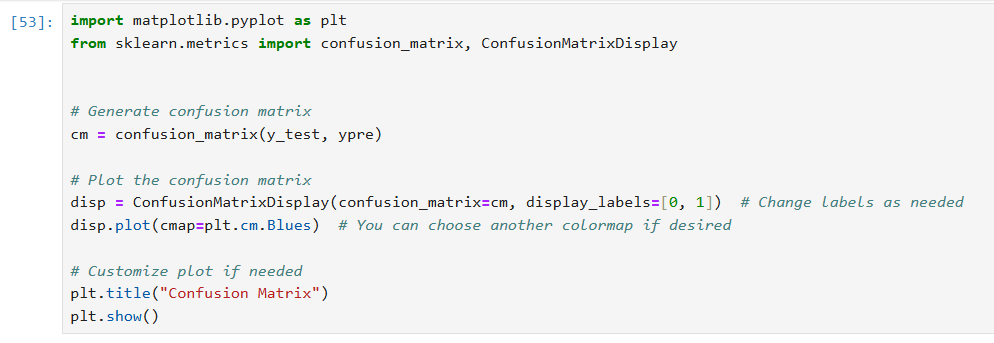 [53]: import matplotlib.pyplot as plt
from sklearn.metrics import confusion_matrix, ConfusionMatrixDisplay
# Generate confusion matrix
cm = confusion_matrix(y_test, ypre)
# Plot the confusion matrix
disp = ConfusionMatrixDisplay(confusion_matrix=cm, display_labels=[0, 1])  # Change labels as needed
disp.plot(cmap=plt.cm.Blues)  # You can choose another colormap if desired
# Customize plot if needed
plt.title("Confusion Matrix")
plt.show()